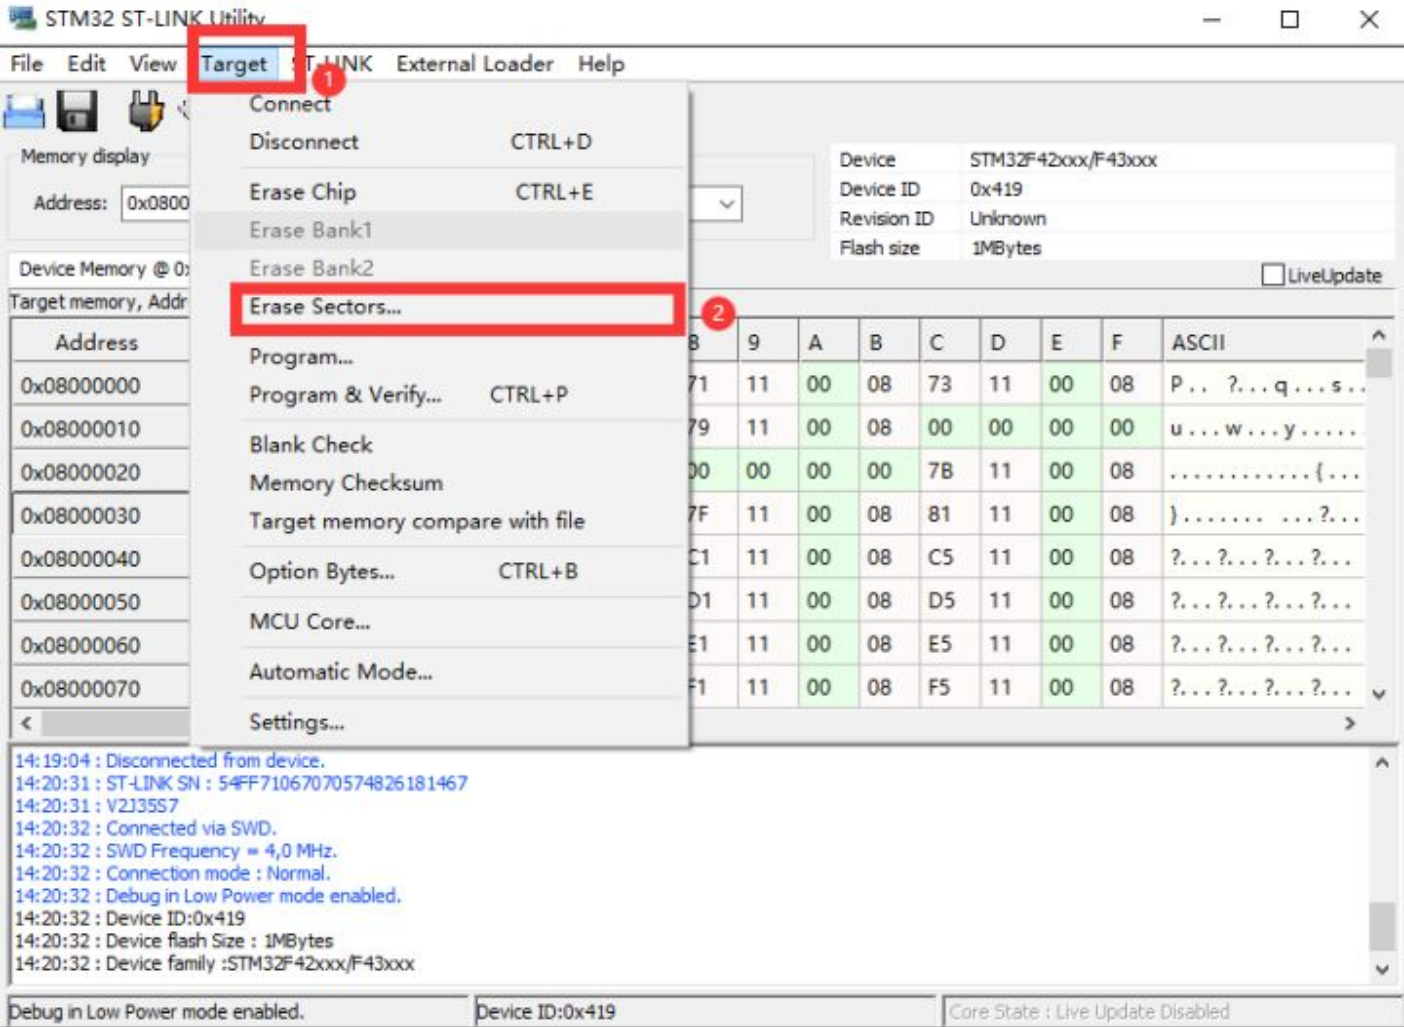 STM32 ST-LINK Utility
File Edit View Target ST-LINK External Loader Help
1
Connect
Disconnect CTRL+D
Erase Chip CTRL+E
Erase Bank1
Erase Bank2
Erase Sectors...
2
Program...
Program & Verify... CTRL+P
Blank Check
Memory Checksum
Target memory compare with file
Option Bytes... CTRL+B
MCU Core...
Automatic Mode...
Settings...
Memory display
Address: 0x0800
Device STM32F42xxx/F43xxx
Device ID 0x419
Revision ID Unknown
Flash size 1MBytes
LiveUpdate
Device Memory @ 0x
Target memory, Addr
Address 8 9 A B C D E F ASCII
0x08000000 71 11 00 08 73 11 00 08 P.. ?...q...s..
0x08000010 79 11 00 08 00 00 00 00 u...w...y.....
0x08000020 00 00 00 00 7B 11 00 08 ............{...
0x08000030 7F 11 00 08 81 11 00 08 }....... ...?...
0x08000040 C1 11 00 08 C5 11 00 08 ?...?...?...?...
0x08000050 D1 11 00 08 D5 11 00 08 ?...?...?...?...
0x08000060 E1 11 00 08 E5 11 00 08 ?...?...?...?...
0x08000070 F1 11 00 08 F5 11 00 08 ?...?...?...?...
14:19:04 : Disconnected from device.
14:20:31 : ST-LINK SN : 54FF71067070574826181467
14:20:31 : V2J35S7
14:20:32 : Connected via SWD.
14:20:32 : SWD Frequency = 4,0 MHz.
14:20:32 : Connection mode : Normal.
14:20:32 : Debug in Low Power mode enabled.
14:20:32 : Device ID:0x419
14:20:32 : Device flash Size : 1MBytes
14:20:32 : Device family :STM32F42xxx/F43xxx
Debug in Low Power mode enabled. Device ID:0x419 Core State : Live Update Disabled